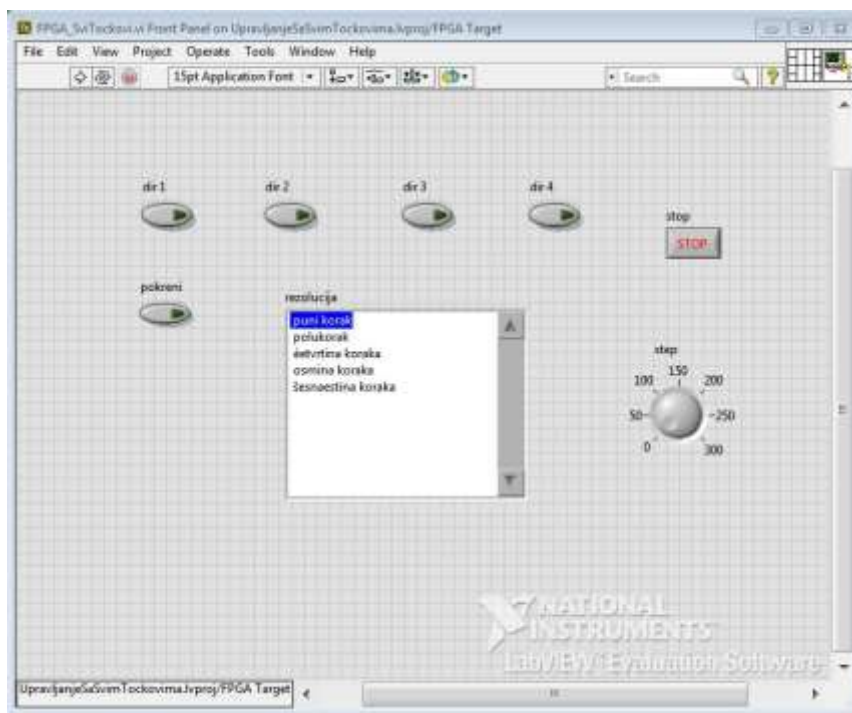 FPGA_SviTockovi.vi Front Panel on UpravljanjeSaSvimTockovima.lvproj/FPGA Target
File Edit View Project Operate Tools Window Help
15pt Application Font
Search
dir 1 dir 2 dir 3 dir 4
stop
STOP
pokreni
rezolucija
puni korak
polukorak
četvrtina koraka
osmina koraka
šesnaestina koraka
step
150
100 200
50 250
0 300
NATIONAL
INSTRUMENTS
LabVIEW Evaluation Software
UpravljanjeSaSvimTockovima.lvproj/FPGA Target